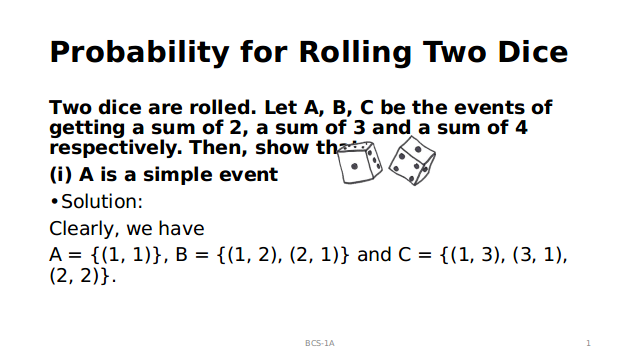 Probability for Rolling Two Dice
Two dice are rolled. Let A, B, C be the events of
getting a sum of 2, a sum of 3 and a sum of 4
respectively. Then, show
(i) A is a simple event
•Solution:
Clearly, we have
A = {(1, 1)}, B = {(1, 2), (2, 1)} and C = {(1, 3), (3, 1),
(2, 2)}.
BCS-1A
1